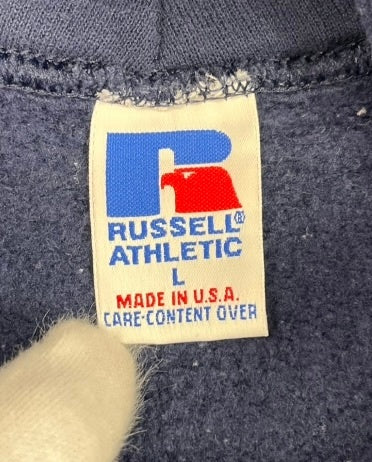 R
RUSSELL®
ATHLETIC
L
MADE IN U.S.A.
CARE-CONTENT OVER